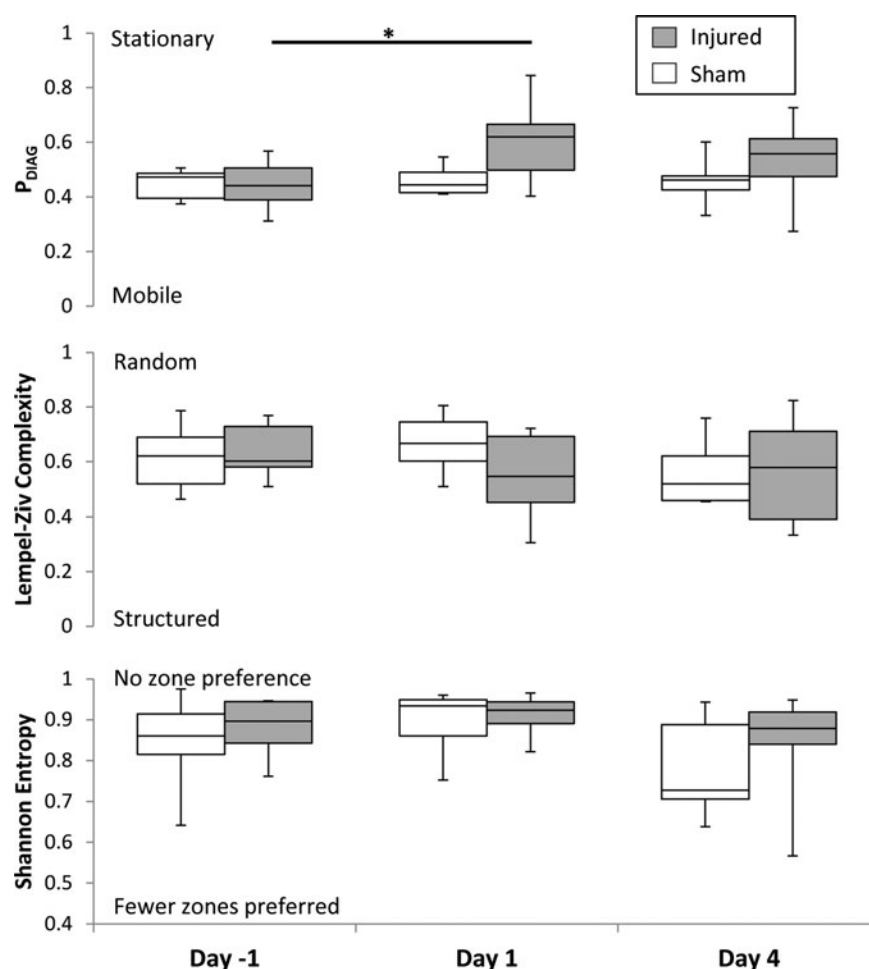 Stationary
*
Injured
Sham
1
0.8
0.6
0.4
0.2
0
P_DIAG
Mobile
Random
1
0.8
0.6
0.4
0.2
0
Lempel-Ziv Complexity
Structured
No zone preference
1
0.9
0.8
0.7
0.6
0.5
0.4
Shannon Entropy
Fewer zones preferred
Day -1
Day 1
Day 4